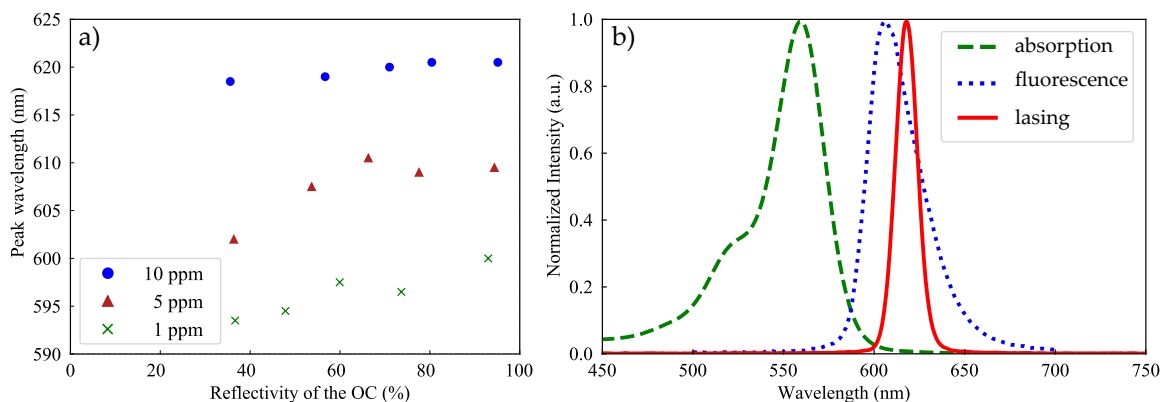 a)
Peak wavelength (nm)
625
620
615
610
605
600
595
590
10 ppm
5 ppm
1 ppm
0 20 40 60 80 100
Reflectivity of the OC (%)
b)
Normalized Intensity (a.u.)
1.0
0.8
0.6
0.4
0.2
0.0
absorption
fluorescence
lasing
450 500 550 600 650 700 750
Wavelength (nm)